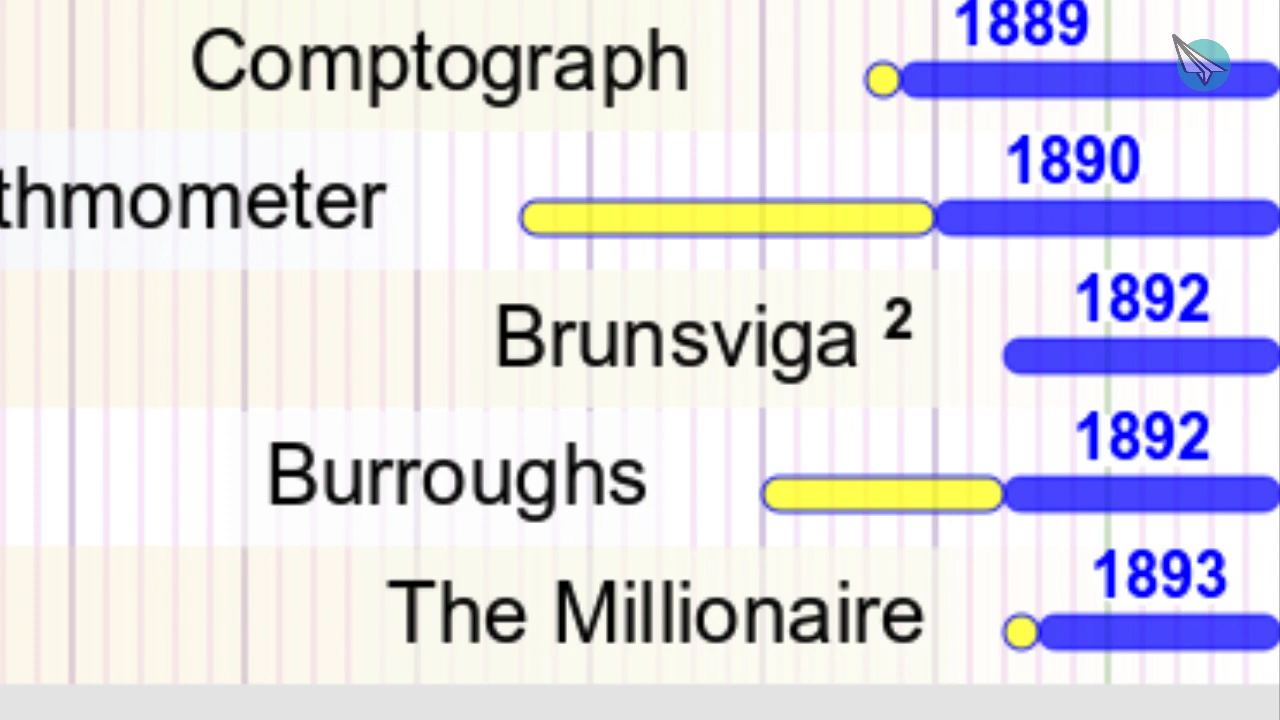 1889
Comptograph
1890
thmometer
1892
Brunsviga 2
1892
Burroughs
1893
The Millionaire